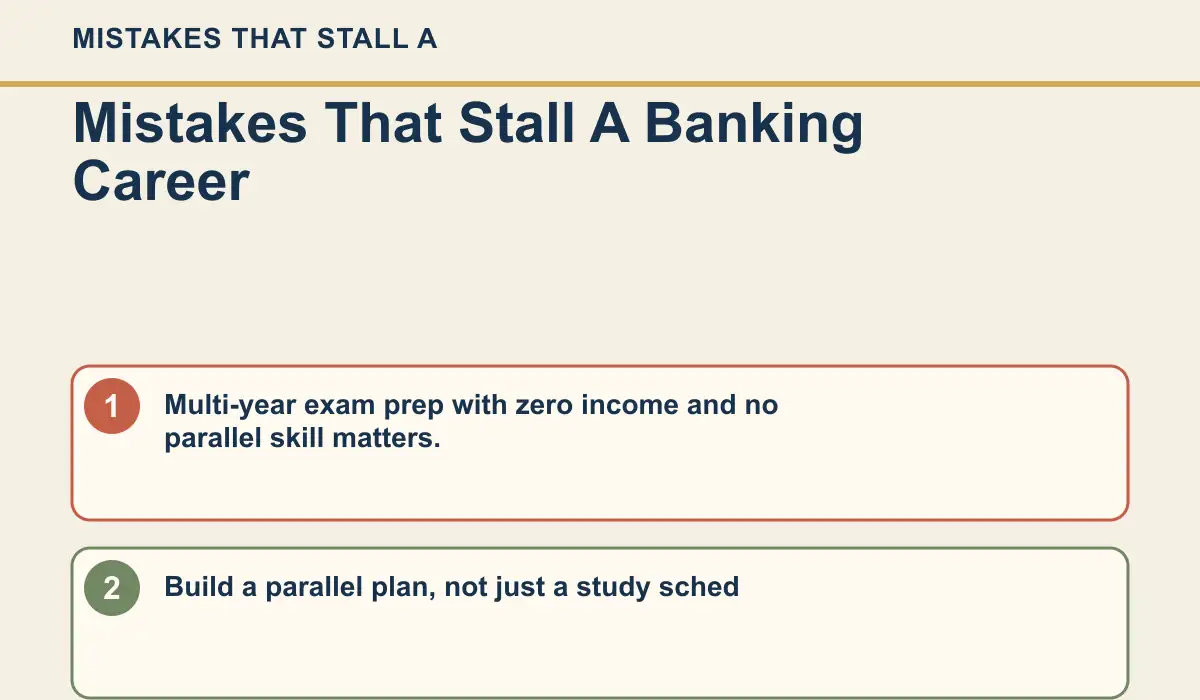 MISTAKES THAT STALL A
Mistakes That Stall A Banking
Career
1
Multi-year exam prep with zero income and no
parallel skill matters.
2
Build a parallel plan, not just a study sched